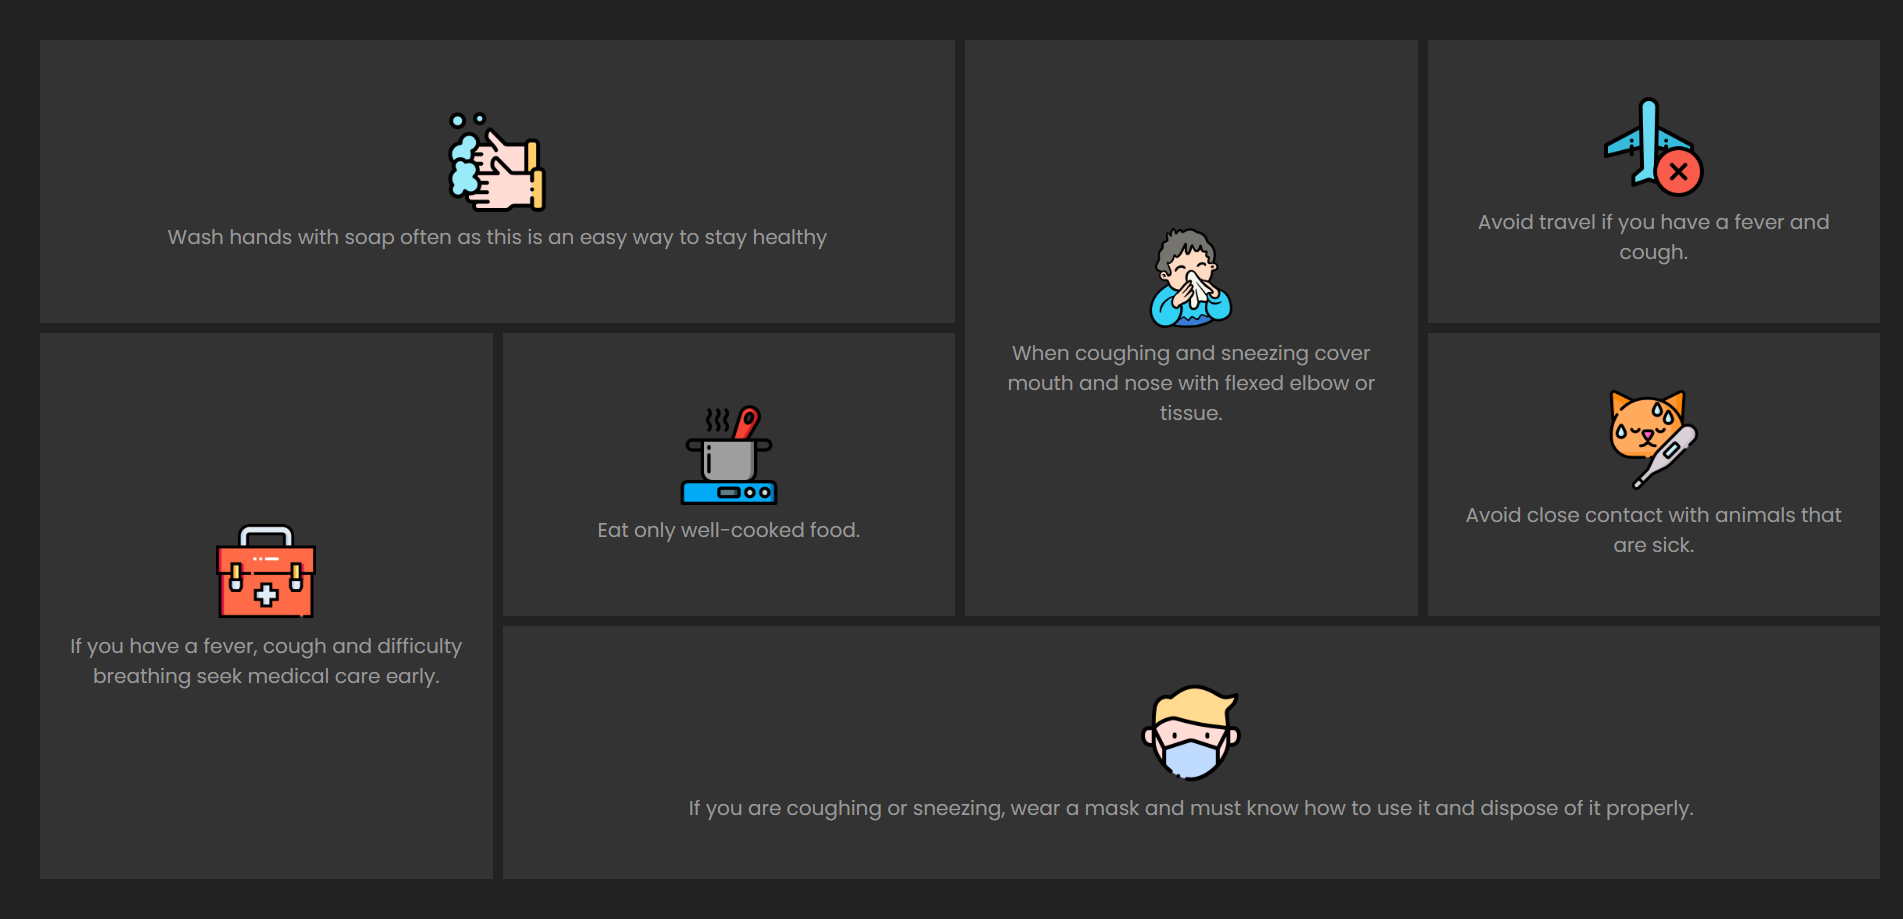 Wash hands with soap often as this is an easy way to stay healthy
When coughing and sneezing cover
mouth and nose with flexed elbow or
tissue.
Avoid travel if you have a fever and
cough.
If you have a fever, cough and difficulty
breathing seek medical care early.
Eat only well-cooked food.
Avoid close contact with animals that
are sick.
If you are coughing or sneezing, wear a mask and must know how to use it and dispose of it properly.